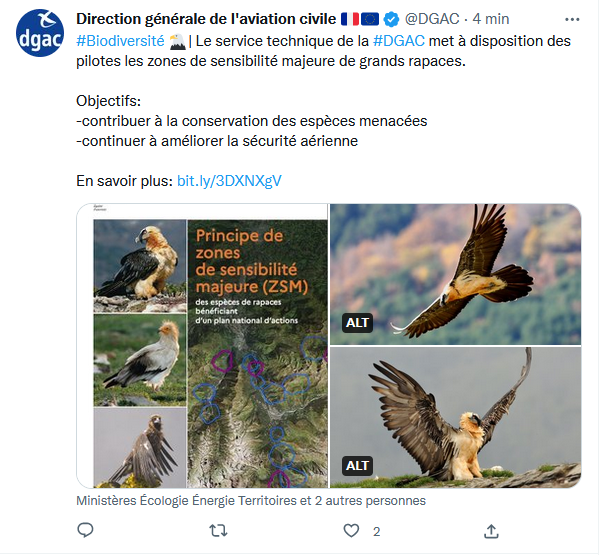 dgac
Direction générale de l'aviation civile @DGAC · 4 min
#Biodiversité | Le service technique de la #DGAC met à disposition des
pilotes les zones de sensibilité majeure de grands rapaces.
Objectifs:
-contribuer à la conservation des espèces menacées
-continuer à améliorer la sécurité aérienne
En savoir plus: bit.ly/3DXNXgV
Principe de
zones
de sensibilité
majeure (ZSM)
des espèces de rapaces
bénéficiant
d'un plan national d'actions
ALT
ALT
Ministères Écologie Énergie Territoires et 2 autres personnes
2